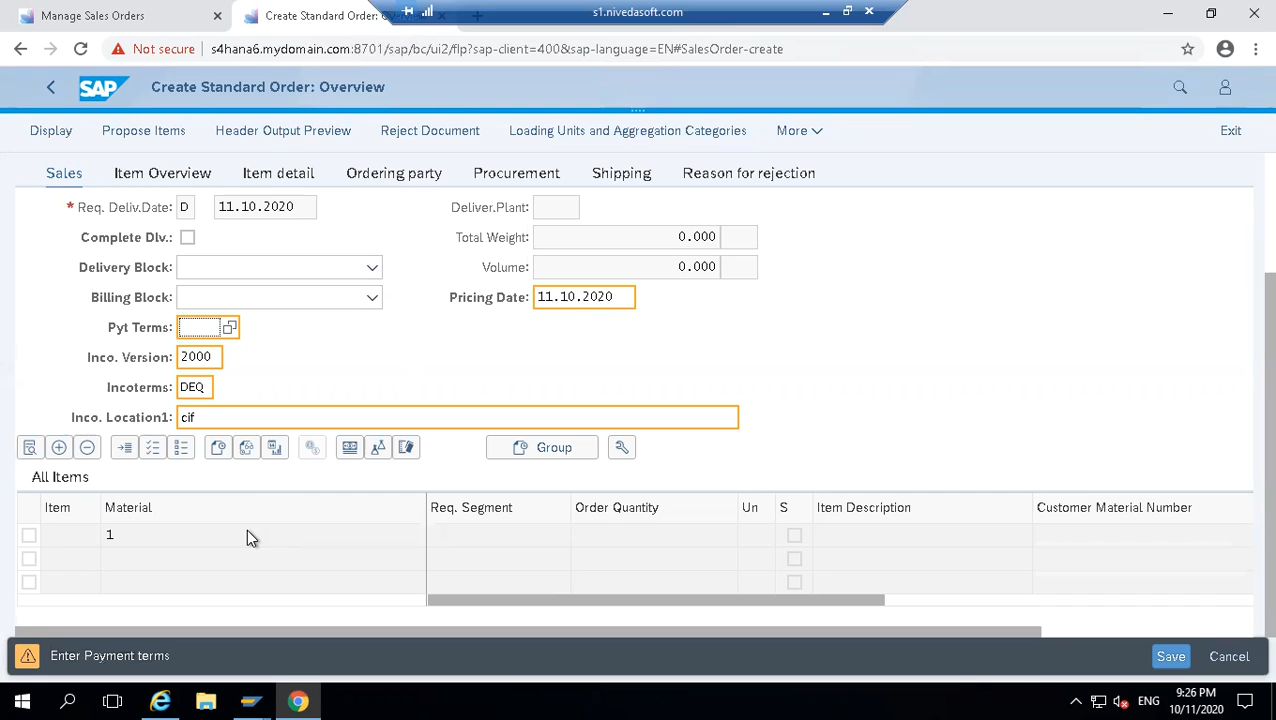 Manage Sales Order
Create Standard Order: Ov
s1.nivedasoft.com
Not secure s4hana6.mydomain.com:8701/sap/bc/ui2/flp?sap-client=400&sap-language=EN#SalesOrder-create
SAP Create Standard Order: Overview
Display Propose Items Header Output Preview Reject Document Loading Units and Aggregation Categories More Exit
Sales Item Overview Item detail Ordering party Procurement Shipping Reason for rejection
* Req. Deliv.Date: D 11.10.2020 Deliver.Plant:
Complete Dlv.: Total Weight: 0.000
Delivery Block: Volume: 0.000
Billing Block: Pricing Date: 11.10.2020
Pyt Terms:
Inco. Version: 2000
Incoterms: DEQ
Inco. Location1: cif
Group
All Items
Item Material Req. Segment Order Quantity Un S Item Description Customer Material Number
1
Enter Payment terms Save Cancel
ENG 9:26 PM
10/11/2020